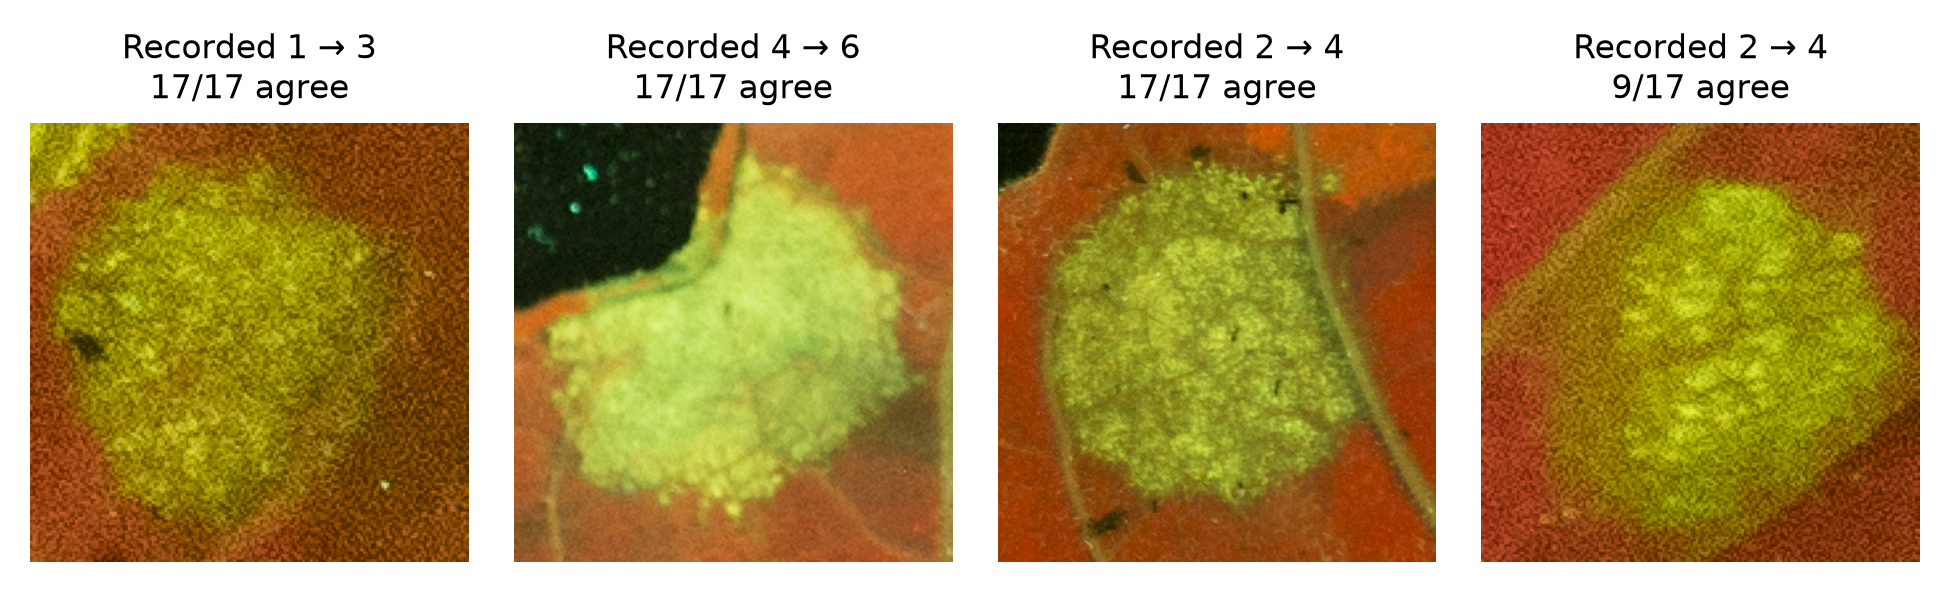 Recorded 1 → 3
17/17 agree
Recorded 4 → 6
17/17 agree
Recorded 2 → 4
17/17 agree
Recorded 2 → 4
9/17 agree